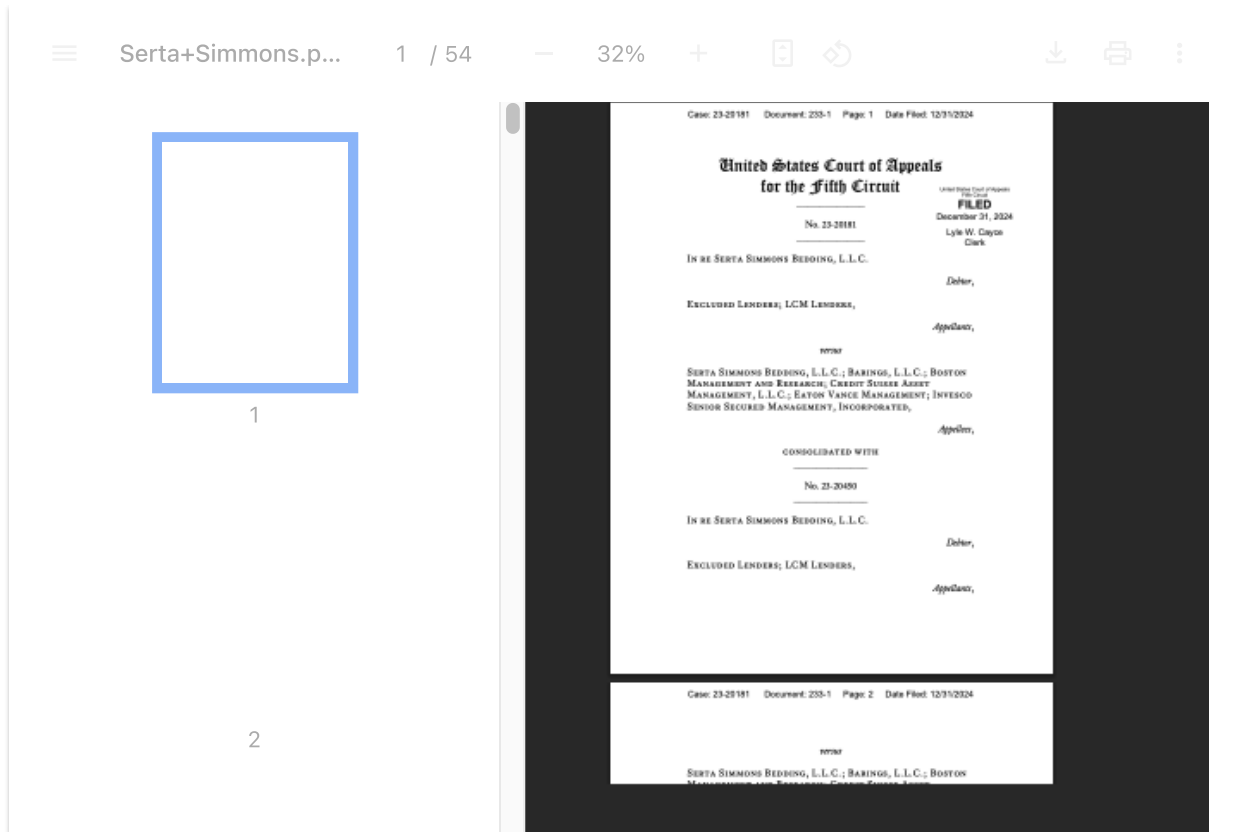 Serta+Simmons.p... 1 / 54 32%
1
2
Case: 23-20181 Document: 233-1 Page: 1 Date Filed: 12/31/2024
United States Court of Appeals
for the Fifth Circuit
United States Court of Appeals
Fifth Circuit
FILED
December 31, 2024
Lyle W. Cayce
Clerk
No. 23-20181
In re Serta Simmons Bedding, L.L.C.
Debtor,
Excluded Lenders; LCM Lenders,
Appellants,
versus
Serta Simmons Bedding, L.L.C.; Barings, L.L.C.; Boston
Management and Research; Credit Suisse Asset
Management, L.L.C.; Eaton Vance Management; Invesco
Senior Secured Management, Incorporated,
Appellees,
consolidated with
No. 23-20450
In re Serta Simmons Bedding, L.L.C.
Debtor,
Excluded Lenders; LCM Lenders,
Appellants,
Case: 23-20181 Document: 233-1 Page: 2 Date Filed: 12/31/2024
versus
Serta Simmons Bedding, L.L.C.; Barings, L.L.C.; Boston